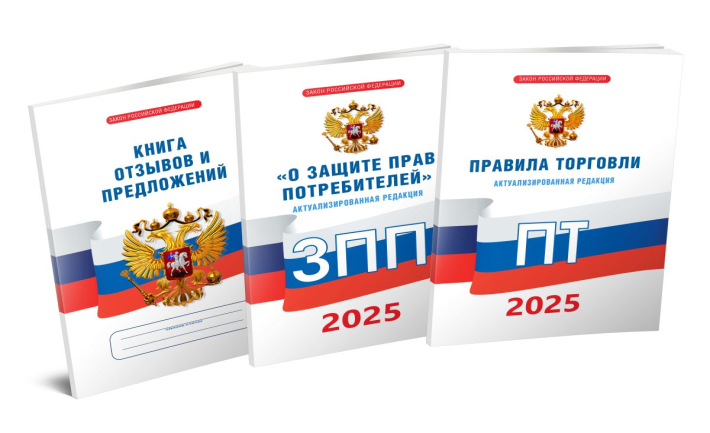 ЗАКОН РОССИЙСКОЙ ФЕДЕРАЦИИ
КНИГА
ОТЗЫВОВ И
ПРЕДЛОЖЕНИЙ
ЗАКОН РОССИЙСКОЙ ФЕДЕРАЦИИ
«О ЗАЩИТЕ ПРАВ
ПОТРЕБИТЕЛЕЙ»
АКТУАЛИЗИРОВАННАЯ РЕДАКЦИЯ
ЗПП
2025
ЗАКОН РОССИЙСКОЙ ФЕДЕРАЦИИ
ПРАВИЛА ТОРГОВЛИ
АКТУАЛИЗИРОВАННАЯ РЕДАКЦИЯ
ПТ
2025